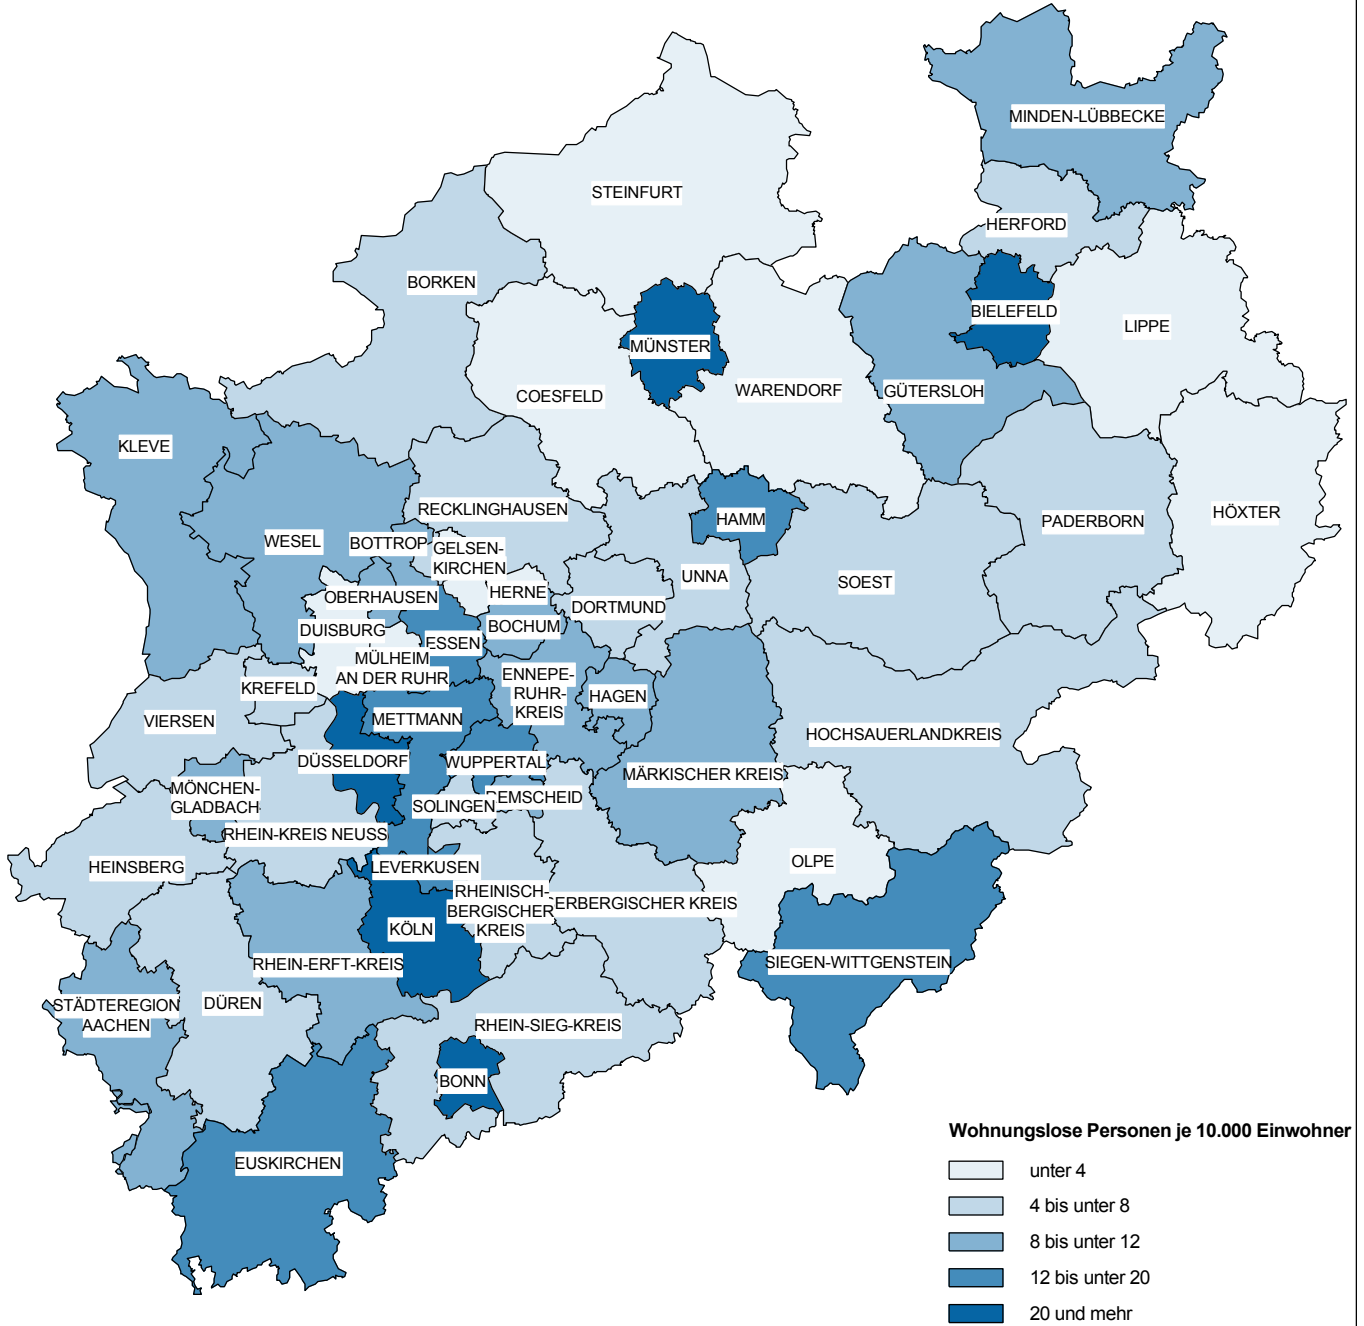 MINDEN-LÜBBECKE
STEINFURT
HERFORD
BORKEN
BIELEFELD
LIPPE
MÜNSTER
COESFELD
WARENDORF
GÜTERSLOH
KLEVE
RECKLINGHAUSEN
HAMM
HÖXTER
PADERBORN
WESEL
BOTTROP
GELSEN-
KIRCHEN
UNNA
SOEST
HERNE
OBERHAUSEN
DORTMUND
DUISBURG
BOCHUM
ESSEN
MÜLHEIM
AN DER RUHR
ENNEPE-
RUHR-
KREIS
KREFELD
HAGEN
VIERSEN
METTMANN
HOCHSAUERLANDKREIS
DÜSSELDORF
WUPPERTAL
MÄRKISCHER KREIS
MÖNCHEN-
GLADBACH
SOLINGEN
REMSCHEID
RHEIN-KREIS NEUSS
HEINSBERG
LEVERKUSEN
OLPE
RHEINISCH-
BERGISCHER
KREIS
ERBERGISCHER KREIS
KÖLN
RHEIN-ERFT-KREIS
SIEGEN-WITTGENSTEIN
STÄDTEREGION
AACHEN
DÜREN
RHEIN-SIEG-KREIS
BONN
EUSKIRCHEN
Wohnungslose Personen je 10.000 Einwohner
unter 4
4 bis unter 8
8 bis unter 12
12 bis unter 20
20 und mehr